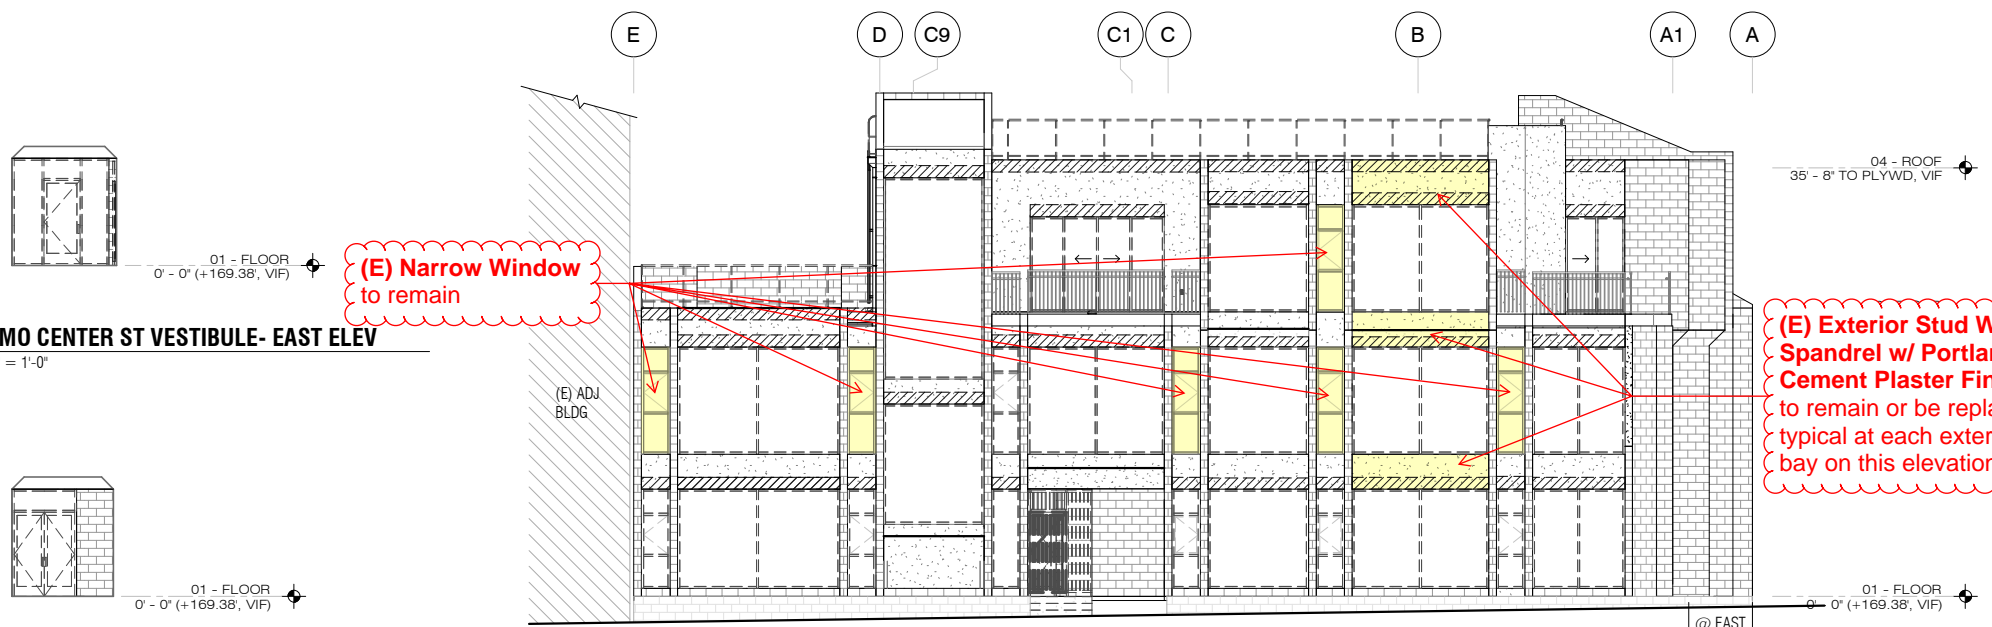 E
D
C9
C1
C
B
A1
A
04 - ROOF
35' - 8" TO PLYWD, VIF
01 - FLOOR
0' - 0" (+169.38', VIF)
(E) Narrow Window
to remain
MO CENTER ST VESTIBULE- EAST ELEV
= 1'-0"
(E) ADJ
BLDG
(E) Exterior Stud W
Spandrel w/ Portla
Cement Plaster Fin
to remain or be repla
typical at each exter
bay on this elevation
01 - FLOOR
0' - 0" (+169.38', VIF)
01 - FLOOR
0' - 0" (+169.38', VIF)
@ EAST